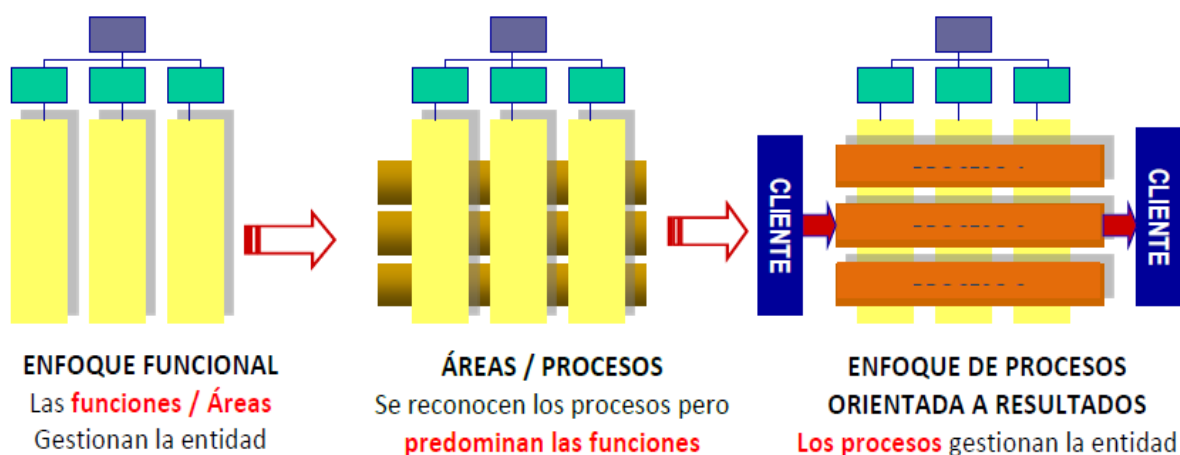 CLIENTE
CLIENTE
ENFOQUE FUNCIONAL
Las funciones / Áreas
Gestionan la entidad
ÁREAS / PROCESOS
Se reconocen los procesos pero
predominan las funciones
ENFOQUE DE PROCESOS
ORIENTADA A RESULTADOS
Los procesos gestionan la entidad